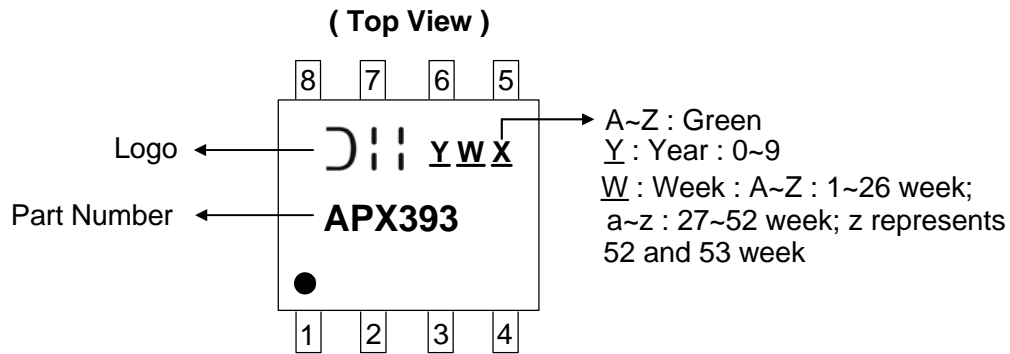 ( Top View )
8 7 6 5
Logo
Y W X
A~Z : Green
Y : Year : 0~9
W : Week : A~Z : 1~26 week;
a~z : 27~52 week; z represents
52 and 53 week
Part Number
APX393
1 2 3 4